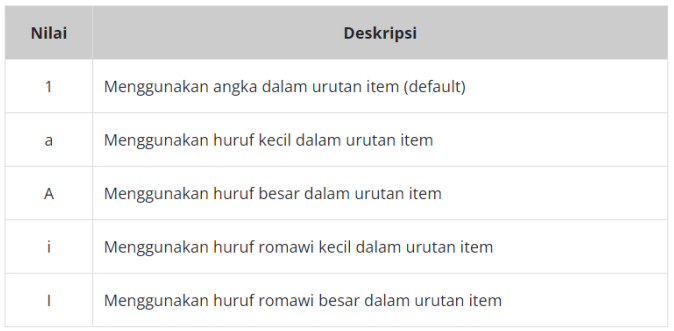 Nilai Deskripsi
1 Menggunakan angka dalam urutan item (default)
a Menggunakan huruf kecil dalam urutan item
A Menggunakan huruf besar dalam urutan item
i Menggunakan huruf romawi kecil dalam urutan item
I Menggunakan huruf romawi besar dalam urutan item